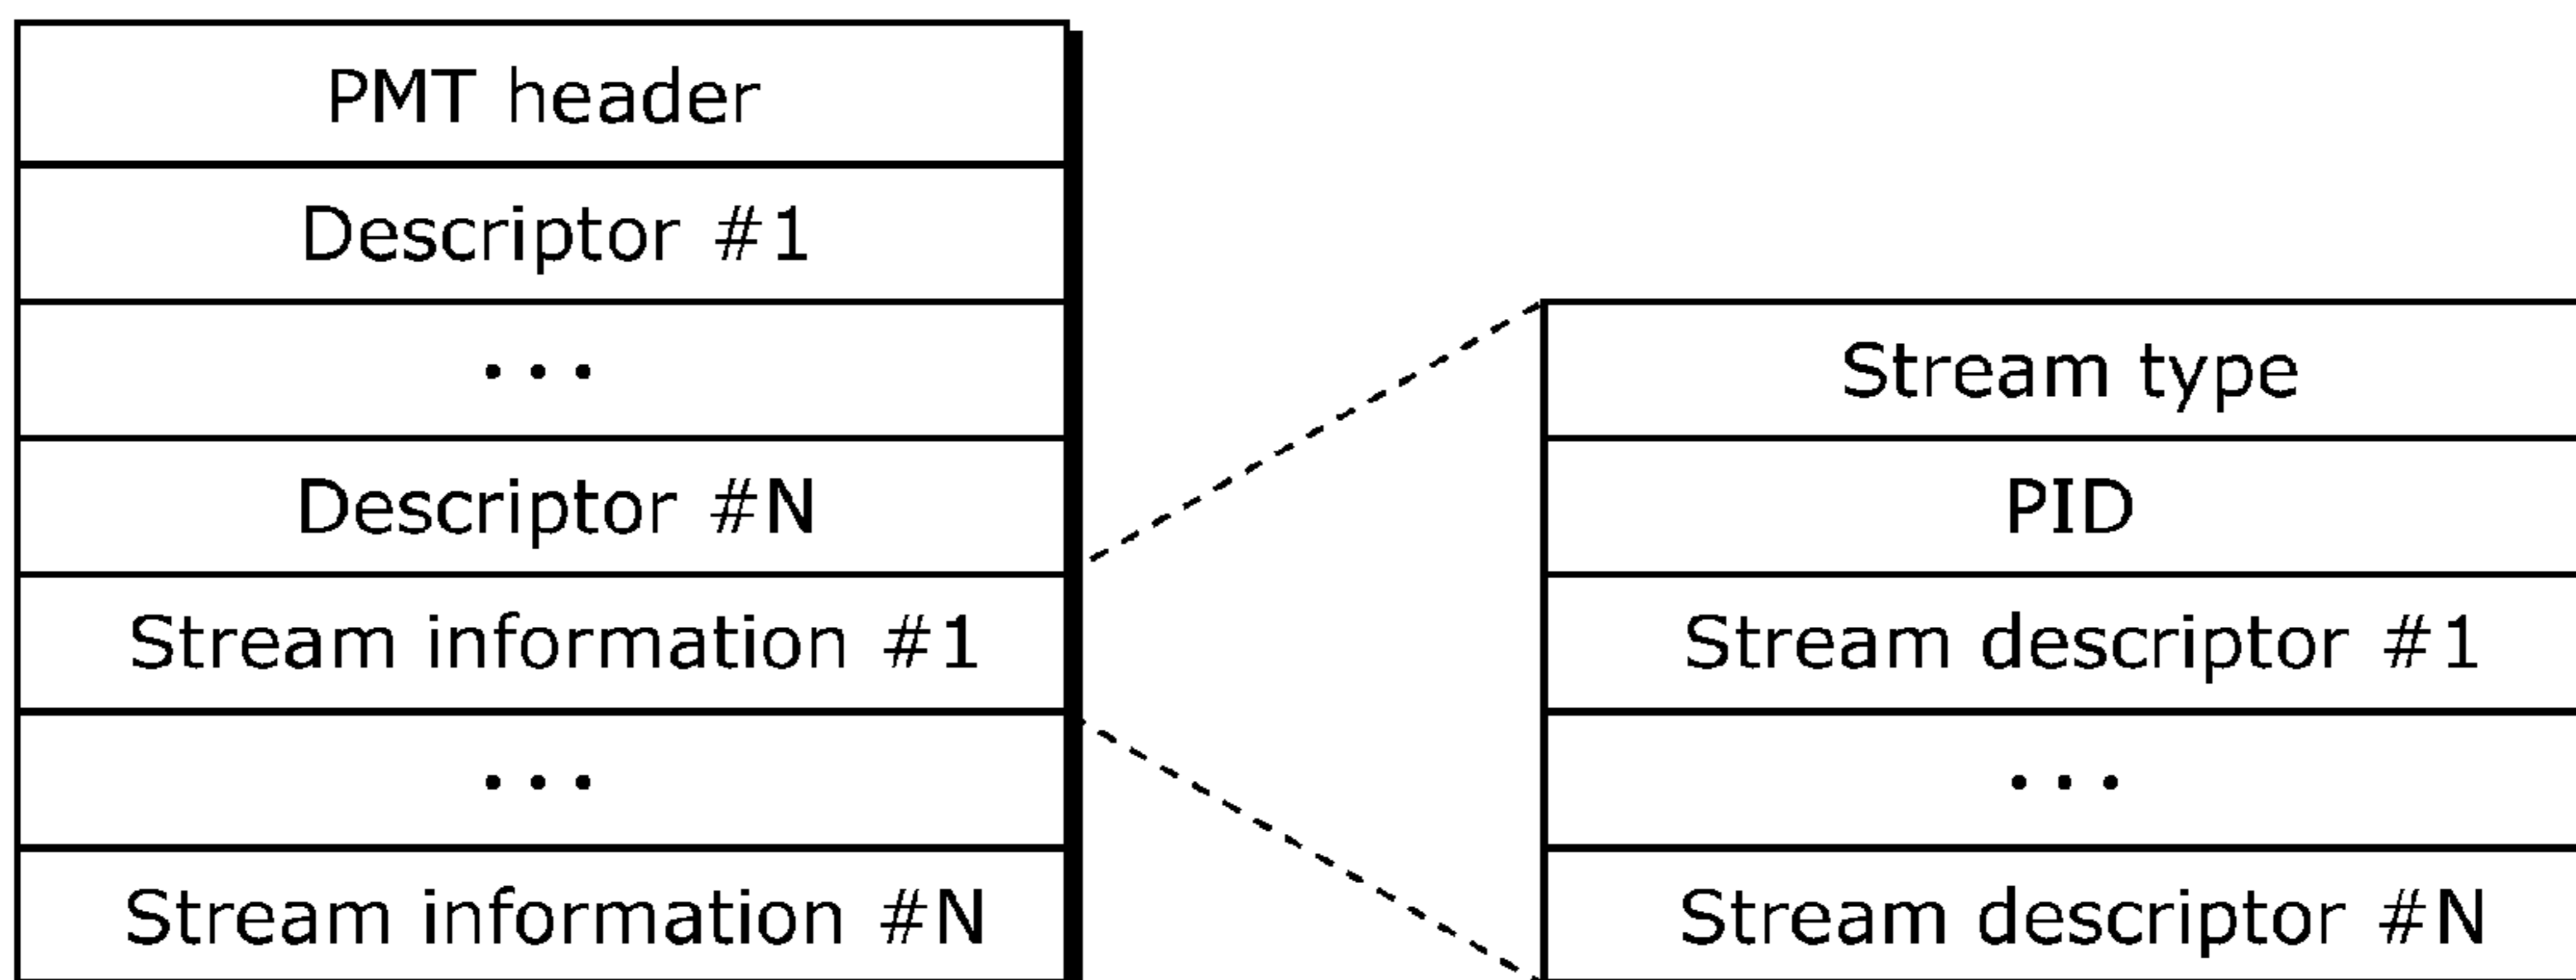 PMT header
Descriptor #1
...
Descriptor #N
Stream information #1
...
Stream information #N
Stream type
PID
Stream descriptor #1
...
Stream descriptor #N